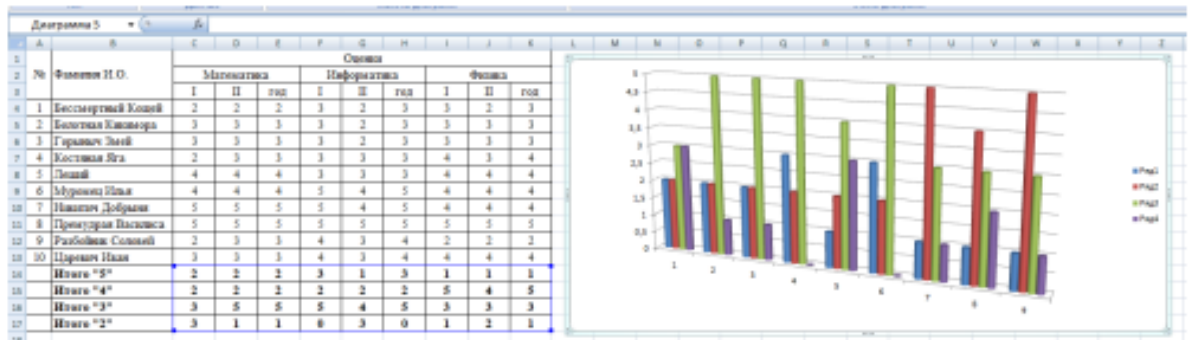 Диаграмма 5
A B C D E F G H I J K L M N O P Q R S T U V W X Y Z
Оценки
№ Фамилия И.О. Математика Информатика Физика
I II год I II год I II год
1 Бессмертный Кощей 2 2 2 3 2 3 3 2 3
2 Болотная Кикимора 3 3 3 3 3 3 3 3 3
3 Горыныч Змей 3 3 3 3 2 3 3 3 3
4 Костяная Яга 2 3 3 3 3 3 4 3 4
5 Леший 4 4 4 3 3 3 4 4 4
6 Муромец Илья 4 4 4 5 4 5 4 4 4
7 Никитич Добрыня 5 5 5 5 4 5 4 4 4
8 Премудрая Василиса 5 5 5 5 5 5 5 5 5
9 Разбойник Соловей 2 3 3 4 3 4 2 2 2
10 Царевич Иван 3 3 3 4 3 4 4 4 4
Итого "5" 2 2 2 3 1 3 1 1 1
Итого "4" 2 2 2 2 2 2 5 4 5
Итого "3" 3 5 5 5 4 5 3 3 3
Итого "2" 3 1 1 0 3 0 1 2 1
5
4,5
4
3,5
3
2,5
2
1,5
1
0,5
0
1 2 3 4 5 6 7 8 9
Ряд1
Ряд2
Ряд3
Ряд4